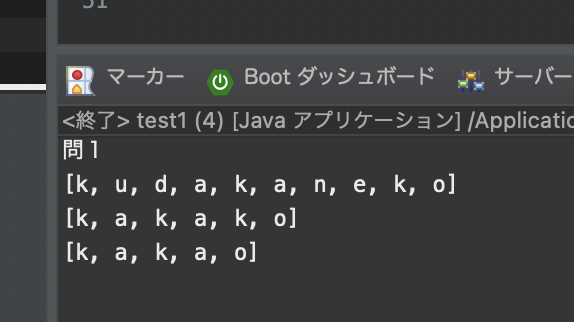 31
マーカー Boot ダッシュボード サーバー
<終了> test1 (4) [Java アプリケーション] /Applicatio
問1
[k, u, d, a, k, a, n, e, k, o]
[k, a, k, a, k, o]
[k, a, k, a, o]